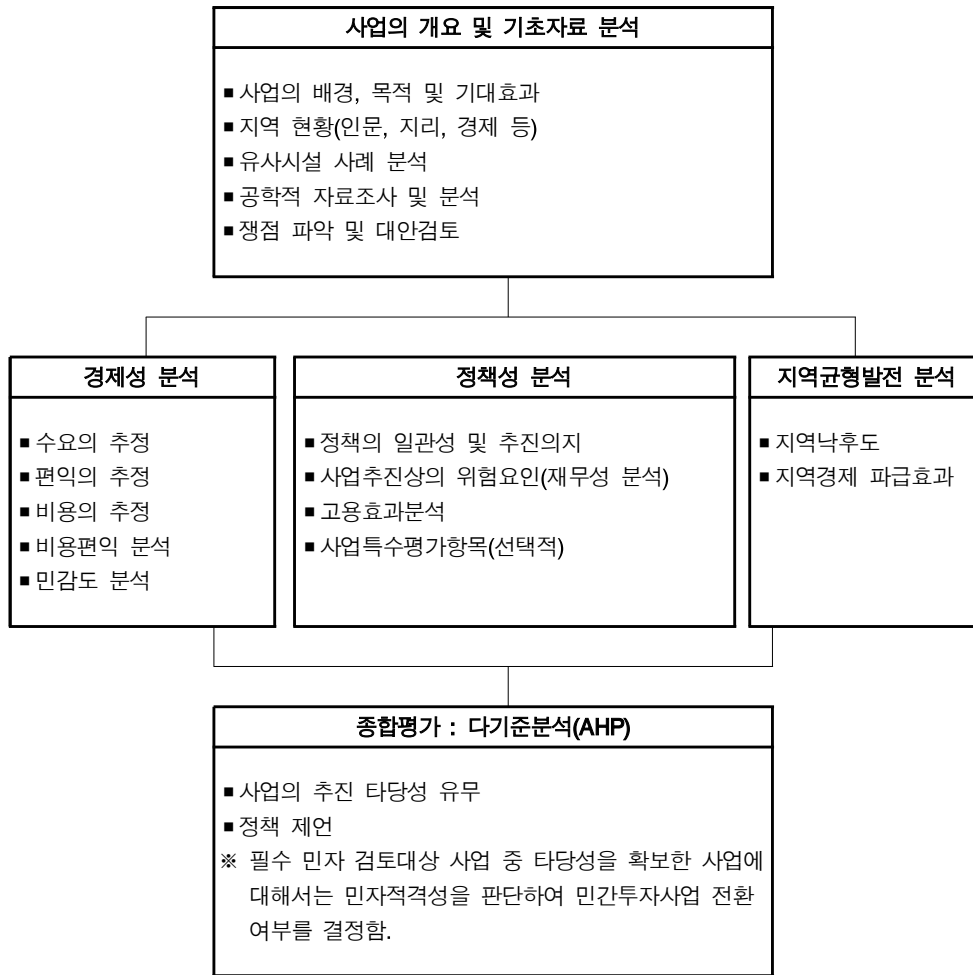 사업의 개요 및 기초자료 분석
▪사업의 배경, 목적 및 기대효과
▪지역 현황(인문, 지리, 경제 등)
▪유사시설 사례 분석
▪공학적 자료조사 및 분석
▪쟁점 파악 및 대안검토
경제성 분석
▪수요의 추정
▪편익의 추정
▪비용의 추정
▪비용편익 분석
▪민감도 분석
정책성 분석
▪정책의 일관성 및 추진의지
▪사업추진상의 위험요인(재무성 분석)
▪고용효과분석
▪사업특수평가항목(선택적)
지역균형발전 분석
▪지역낙후도
▪지역경제 파급효과
종합평가 : 다기준분석(AHP)
▪사업의 추진 타당성 유무
▪정책 제언
※ 필수 민자 검토대상 사업 중 타당성을 확보한 사업에
대해서는 민자적격성을 판단하여 민간투자사업 전환
여부를 결정함.